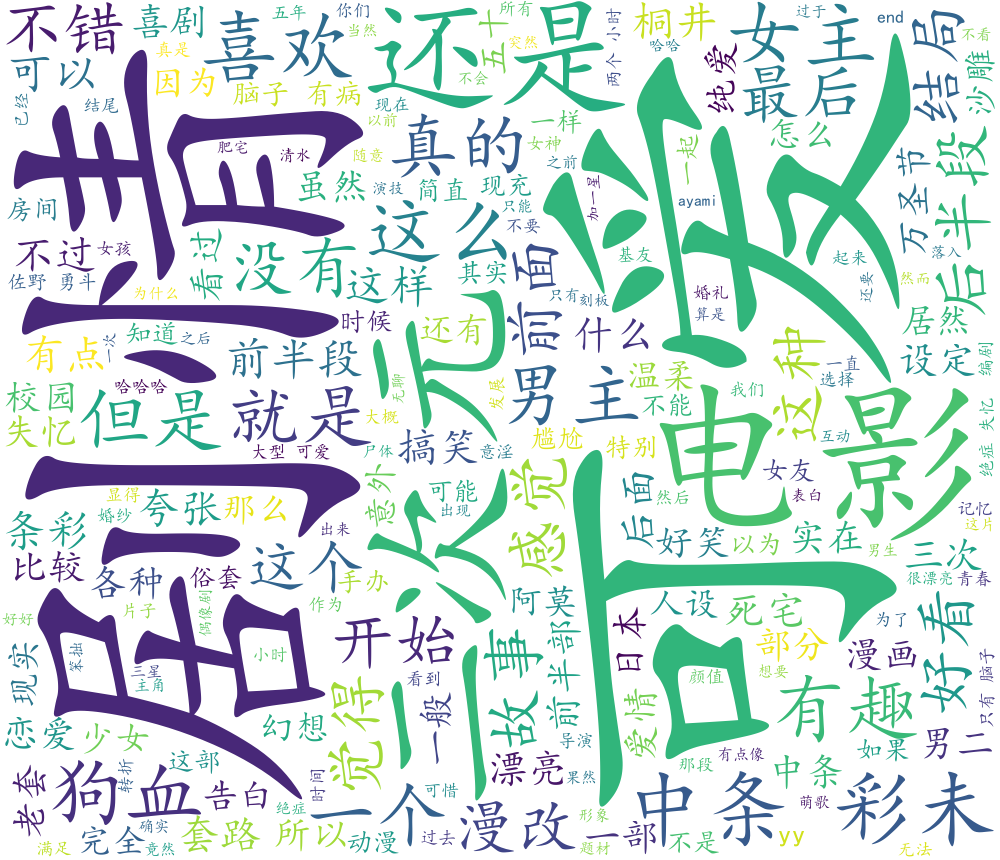 剧情
可爱
电影
二次元
还是
喜欢
不错
喜剧
五年
你们
当然
真是
可以
因为
脑子 有病
五十
所有
突然
不会
小时
两个
桐井
哈哈
女主
过于
end
最后
纯爱
结局
不看
沙雕
已经
结尾
现在
以前
真的
一样
女神
之前
怎么
一起
肥宅
清水
随意
虽然
演技
简直
现充
只能
不要
加一星
ayami
万圣节
后半段
房间
不过
女孩
佐野 勇斗
看过
没有
这么
这样
其实
前面
基友
起来
还要
落入
然而
为什么
只有
刻板
婚礼
算是
居然
有点
一次
知道
之后
时候
前半段
还有
什么
这种
设定
编剧
哈哈哈
无聊
发展
男主
温柔
不能
我们
一直
选择
校园
失忆
但是
就是
大概
大型 可爱
尸体
搞笑
意淫
尴尬
特别
互动
绝症 失忆
显得
婚纱
夸张
那么
意外
可能
出现
感觉
后面
然后
女友
表白
记忆
这片
条彩
出来
好笑
以为
实在
男生
三次
比较
各种
俗套
这个
手办
很漂亮
青春
片子
偶像剧
作为
阿莫
人设
死宅
为了
好看
好好
现实
笨拙
三星
主角
小时
开始
看到
故事
前半部
日本
部分
想要
漫画
只有 脑子
恋爱
少女
幻想
觉得
一般
导演
爱情
颜值
有趣
这部
转折
漂亮
果然
那段
有点像
如果
男二
老套
狗血
告白
绝症
时间
一个
可惜
中条
萌歌
满足
完全
确实
竟然
套路
所以
动漫
过去
漫改
形象
题材
一部
不是
中条
yy
彩未
无法